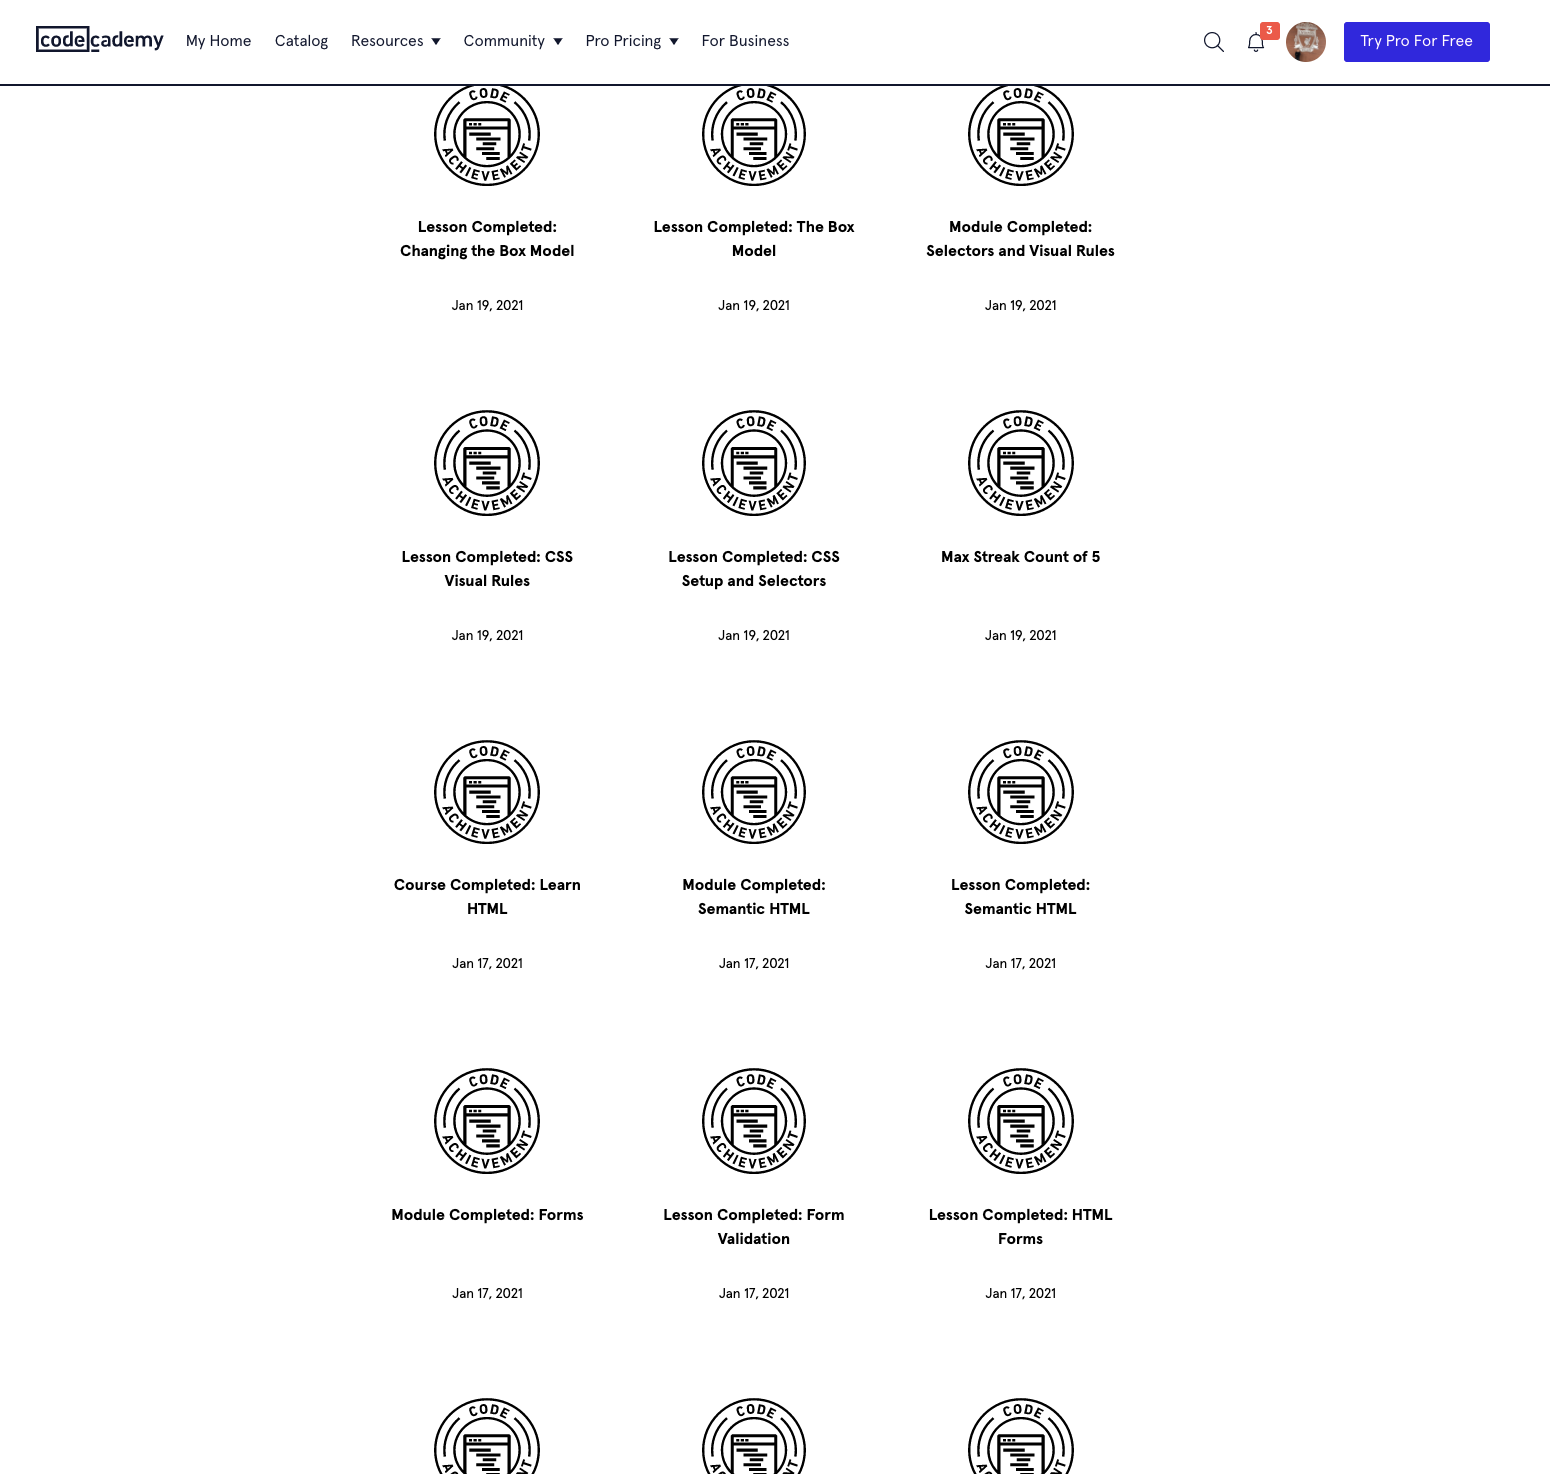 codecademy My Home Catalog Resources Community Pro Pricing For Business 3 Try Pro For Free
CODE ACHIEVEMENT CODE ACHIEVEMENT CODE ACHIEVEMENT
Lesson Completed: Changing the Box Model
Lesson Completed: The Box Model
Module Completed: Selectors and Visual Rules
Jan 19, 2021 Jan 19, 2021 Jan 19, 2021
CODE ACHIEVEMENT CODE ACHIEVEMENT CODE ACHIEVEMENT
Lesson Completed: CSS Visual Rules
Lesson Completed: CSS Setup and Selectors
Max Streak Count of 5
Jan 19, 2021 Jan 19, 2021 Jan 19, 2021
CODE ACHIEVEMENT CODE ACHIEVEMENT CODE ACHIEVEMENT
Course Completed: Learn HTML
Module Completed: Semantic HTML
Lesson Completed: Semantic HTML
Jan 17, 2021 Jan 17, 2021 Jan 17, 2021
CODE ACHIEVEMENT CODE ACHIEVEMENT CODE ACHIEVEMENT
Module Completed: Forms
Lesson Completed: Form Validation
Lesson Completed: HTML Forms
Jan 17, 2021 Jan 17, 2021 Jan 17, 2021
CODE CODE CODE